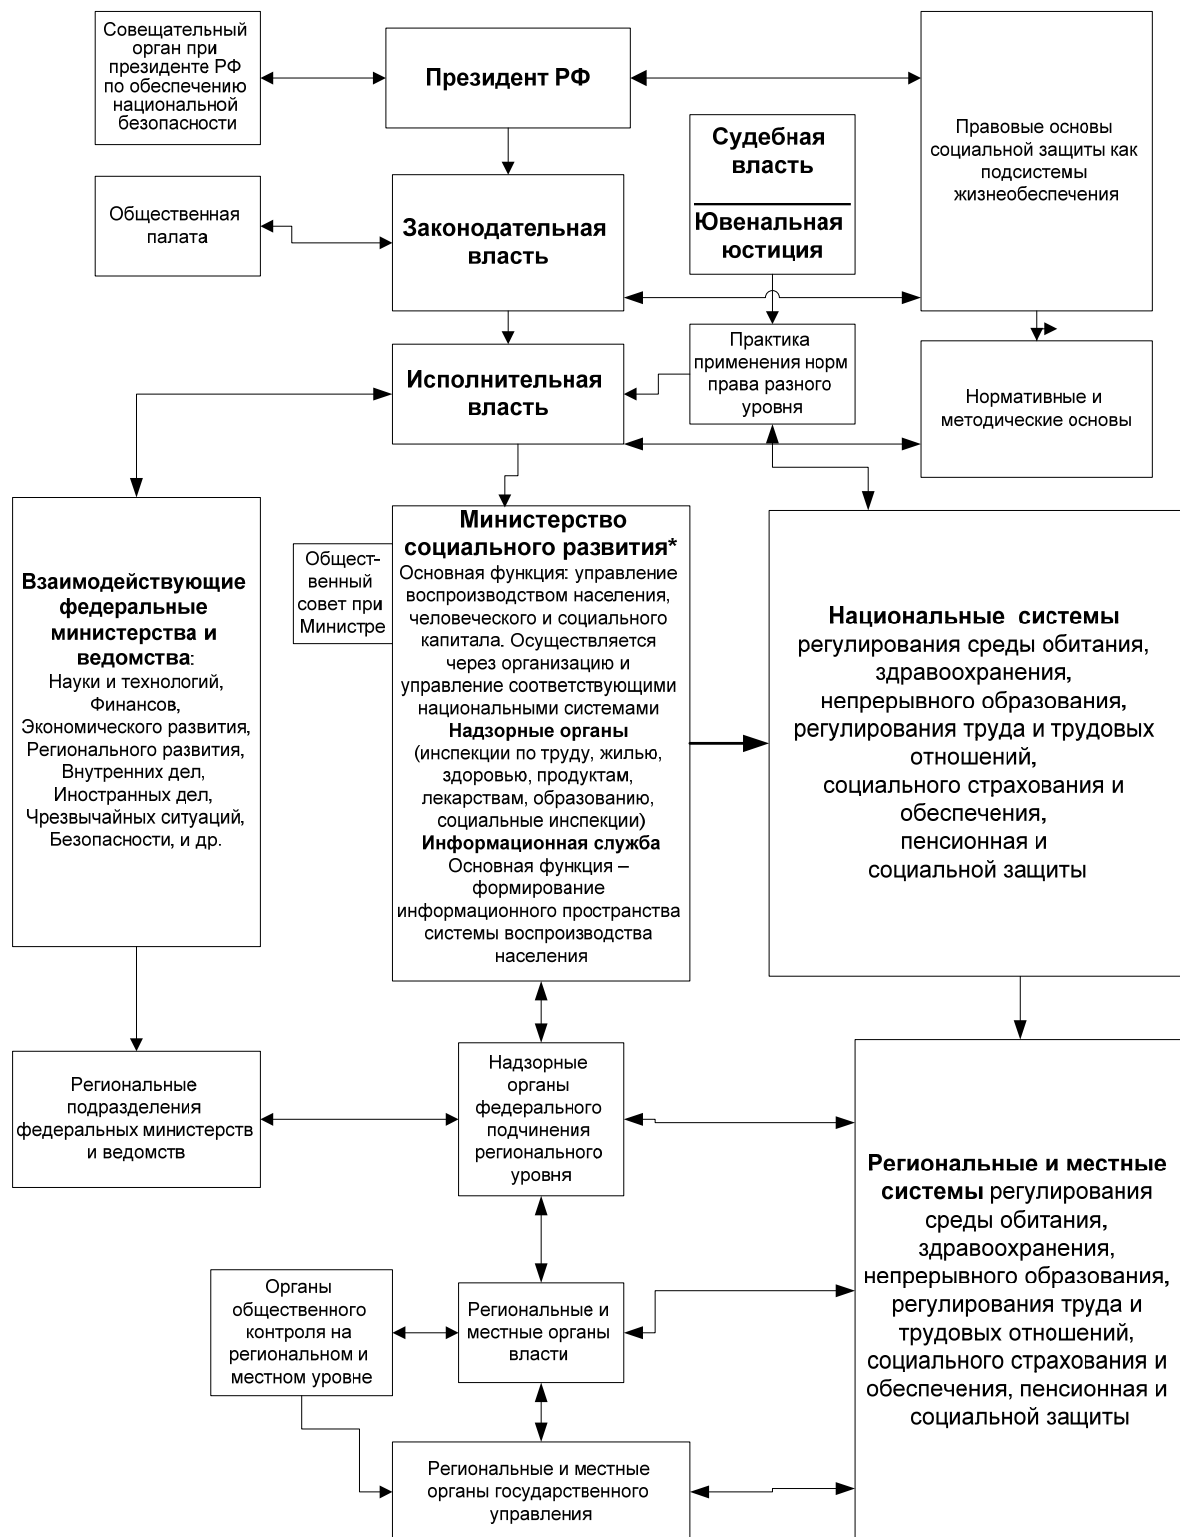 Совещательный
орган при
президенте РФ
по обеспечению
национальной
безопасности
Президент РФ
Правовые основы
социальной защиты как
подсистемы
жизнеобеспечения
Судебная
власть
Ювенальная
юстиция
Общественная
палата
Законодательная
власть
Исполнительная
власть
Практика
применения норм
права разного
уровня
Нормативные и
методические основы
Взаимодействующие
федеральные
министерства и
ведомства:
Науки и технологий,
Финансов,
Экономического развития,
Регионального развития,
Внутренних дел,
Иностранных дел,
Чрезвычайных ситуаций,
Безопасности, и др.
Общест-
венный
совет при
Министре
Министерство
социального развития*
Основная функция: управление
воспроизводством населения,
человеческого и социального
капитала. Осуществляется
через организацию и
управление соответствующими
национальными системами
Надзорные органы
(инспекции по труду, жилью,
здоровью, продуктам,
лекарствам, образованию,
социальные инспекции)
Информационная служба
Основная функция –
формирование
информационного пространства
системы воспроизводства
населения
Национальные системы
регулирования среды обитания,
здравоохранения,
непрерывного образования,
регулирования труда и трудовых
отношений,
социального страхования и
обеспечения,
пенсионная и
социальной защиты
Региональные
подразделения
федеральных министерств
и ведомств
Надзорные
органы
федерального
подчинения
регионального
уровня
Региональные и местные
системы регулирования
среды обитания,
здравоохранения,
непрерывного образования,
регулирования труда и
трудовых отношений,
социального страхования и
обеспечения, пенсионная и
социальной защиты
Органы
общественного
контроля на
региональном и
местном уровне
Региональные и
местные органы
власти
Региональные и местные
органы государственного
управления